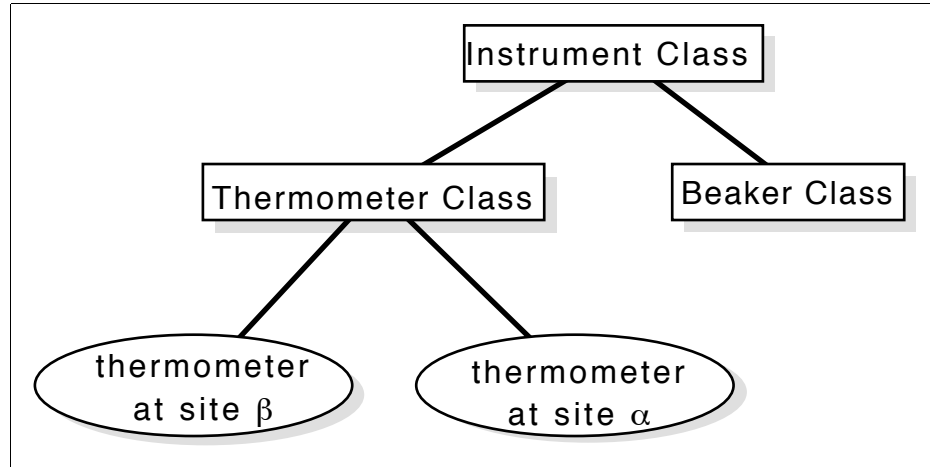 Instrument Class
Thermometer Class
Beaker Class
thermometer
at site β
thermometer
at site α